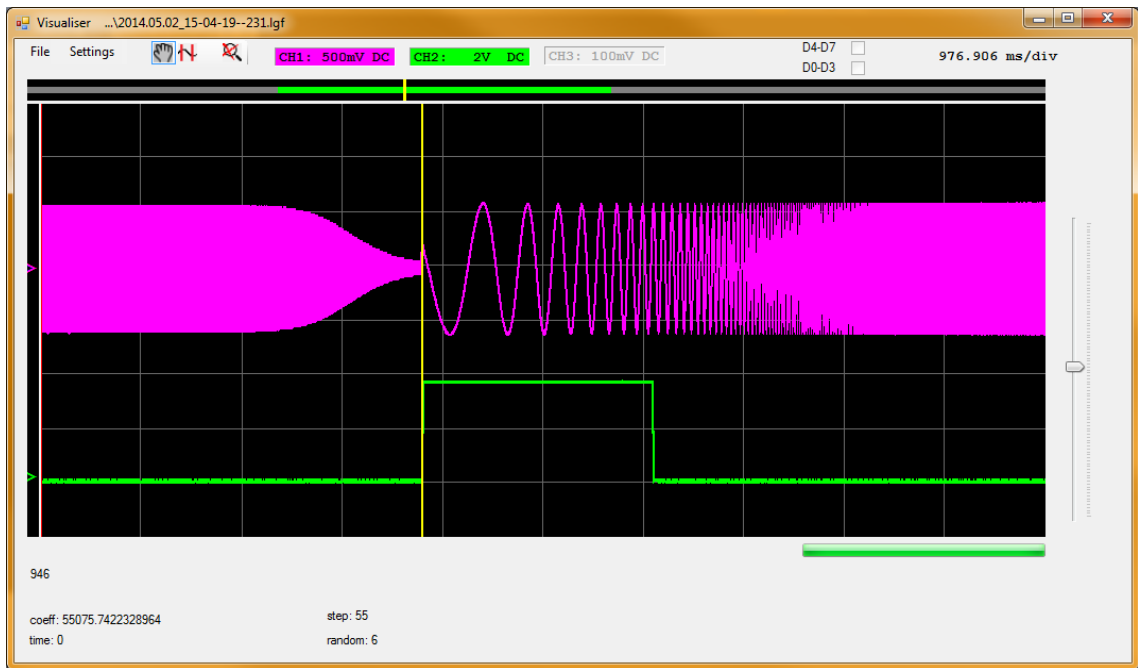 Visualiser ...\2014.05.02_15-04-19--231.lgf
File Settings CH1: 500mV DC CH2: 2V DC CH3: 100mV DC D4-D7 976.906 ms/div
D0-D3
946
coeff: 55075.7422328964 step: 55
time: 0 random: 6